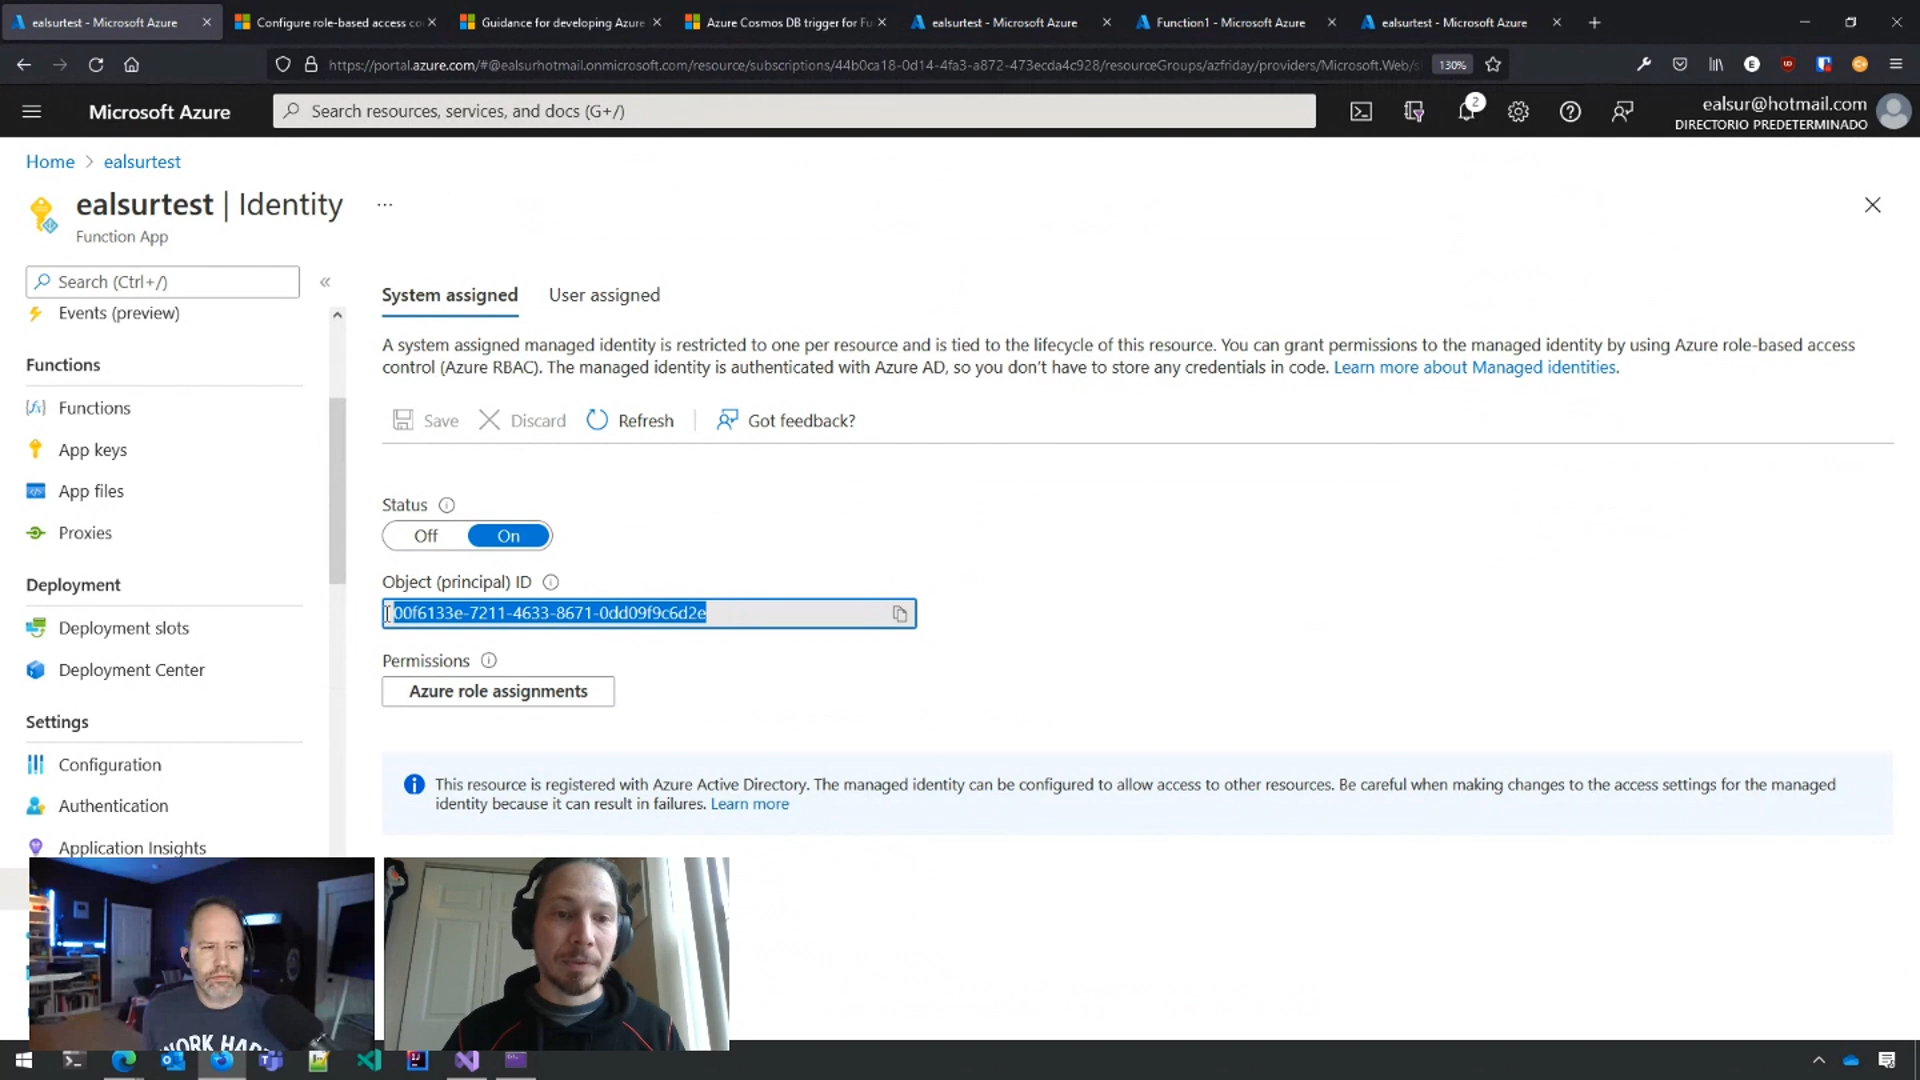 ealsurtest - Microsoft Azure
Configure role-based access co
Guidance for developing Azure
Azure Cosmos DB trigger for Fu
ealsurtest - Microsoft Azure
Function1 - Microsoft Azure
ealsurtest - Microsoft Azure
https://portal.azure.com/#@ealsurhotmail.onmicrosoft.com/resource/subscriptions/44b0ca18-0d14-4fa3-a872-473ecda4c928/resourceGroups/azfriday/providers/Microsoft.Web/s
130%
Microsoft Azure
Search resources, services, and docs (G+/)
2
ealsur@hotmail.com
DIRECTORIO PREDETERMINADO
Home > ealsurtest
ealsurtest | Identity
Function App
Search (Ctrl+/)
Events (preview)
Functions
Functions
App keys
App files
Proxies
Deployment
Deployment slots
Deployment Center
Settings
Configuration
Authentication
Application Insights
System assigned
User assigned
A system assigned managed identity is restricted to one per resource and is tied to the lifecycle of this resource. You can grant permissions to the managed identity by using Azure role-based access
control (Azure RBAC). The managed identity is authenticated with Azure AD, so you don't have to store any credentials in code. Learn more about Managed identities.
Save
Discard
Refresh
Got feedback?
Status
Off
On
Object (principal) ID
00f6133e-7211-4633-8671-0dd09f9c6d2e
Permissions
Azure role assignments
This resource is registered with Azure Active Directory. The managed identity can be configured to allow access to other resources. Be careful when making changes to the access settings for the managed
identity because it can result in failures. Learn more
WORK HA